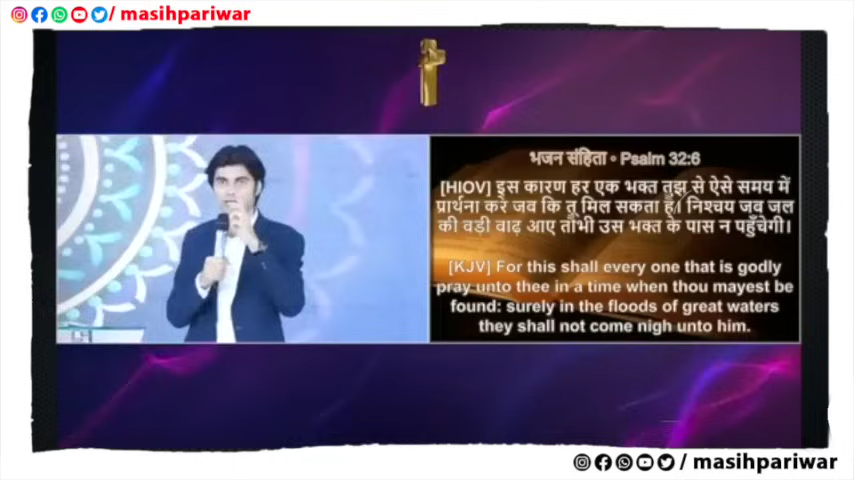 / masihpariwar
भजन संहिता • Psalm 32:6
[HIOV] इस कारण हर एक भक्त तुझ से ऐसे समय में
प्रार्थना करे जब कि तू मिल सकता है। निश्चय जब जल
की बड़ी बाढ़ आए तौभी उस भक्त के पास न पहुँचेगी।
[KJV] For this shall every one that is godly
pray unto thee in a time when thou mayest be
found: surely in the floods of great waters
they shall not come nigh unto him.
/ masihpariwar